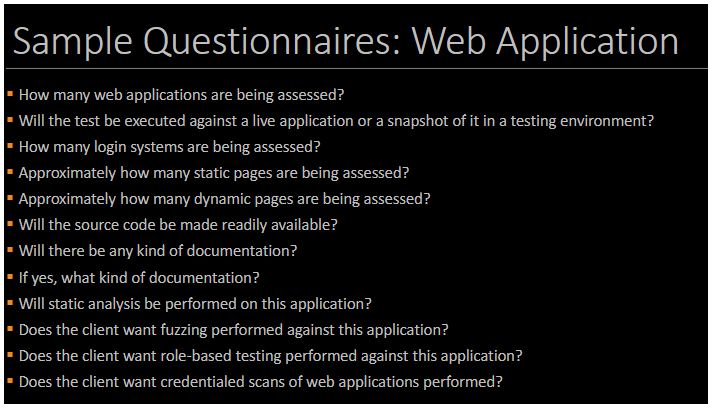 Sample Questionnaires: Web Application
▪ How many web applications are being assessed?
▪ Will the test be executed against a live application or a snapshot of it in a testing environment?
▪ How many login systems are being assessed?
▪ Approximately how many static pages are being assessed?
▪ Approximately how many dynamic pages are being assessed?
▪ Will the source code be made readily available?
▪ Will there be any kind of documentation?
▪ If yes, what kind of documentation?
▪ Will static analysis be performed on this application?
▪ Does the client want fuzzing performed against this application?
▪ Does the client want role-based testing performed against this application?
▪ Does the client want credentialed scans of web applications performed?